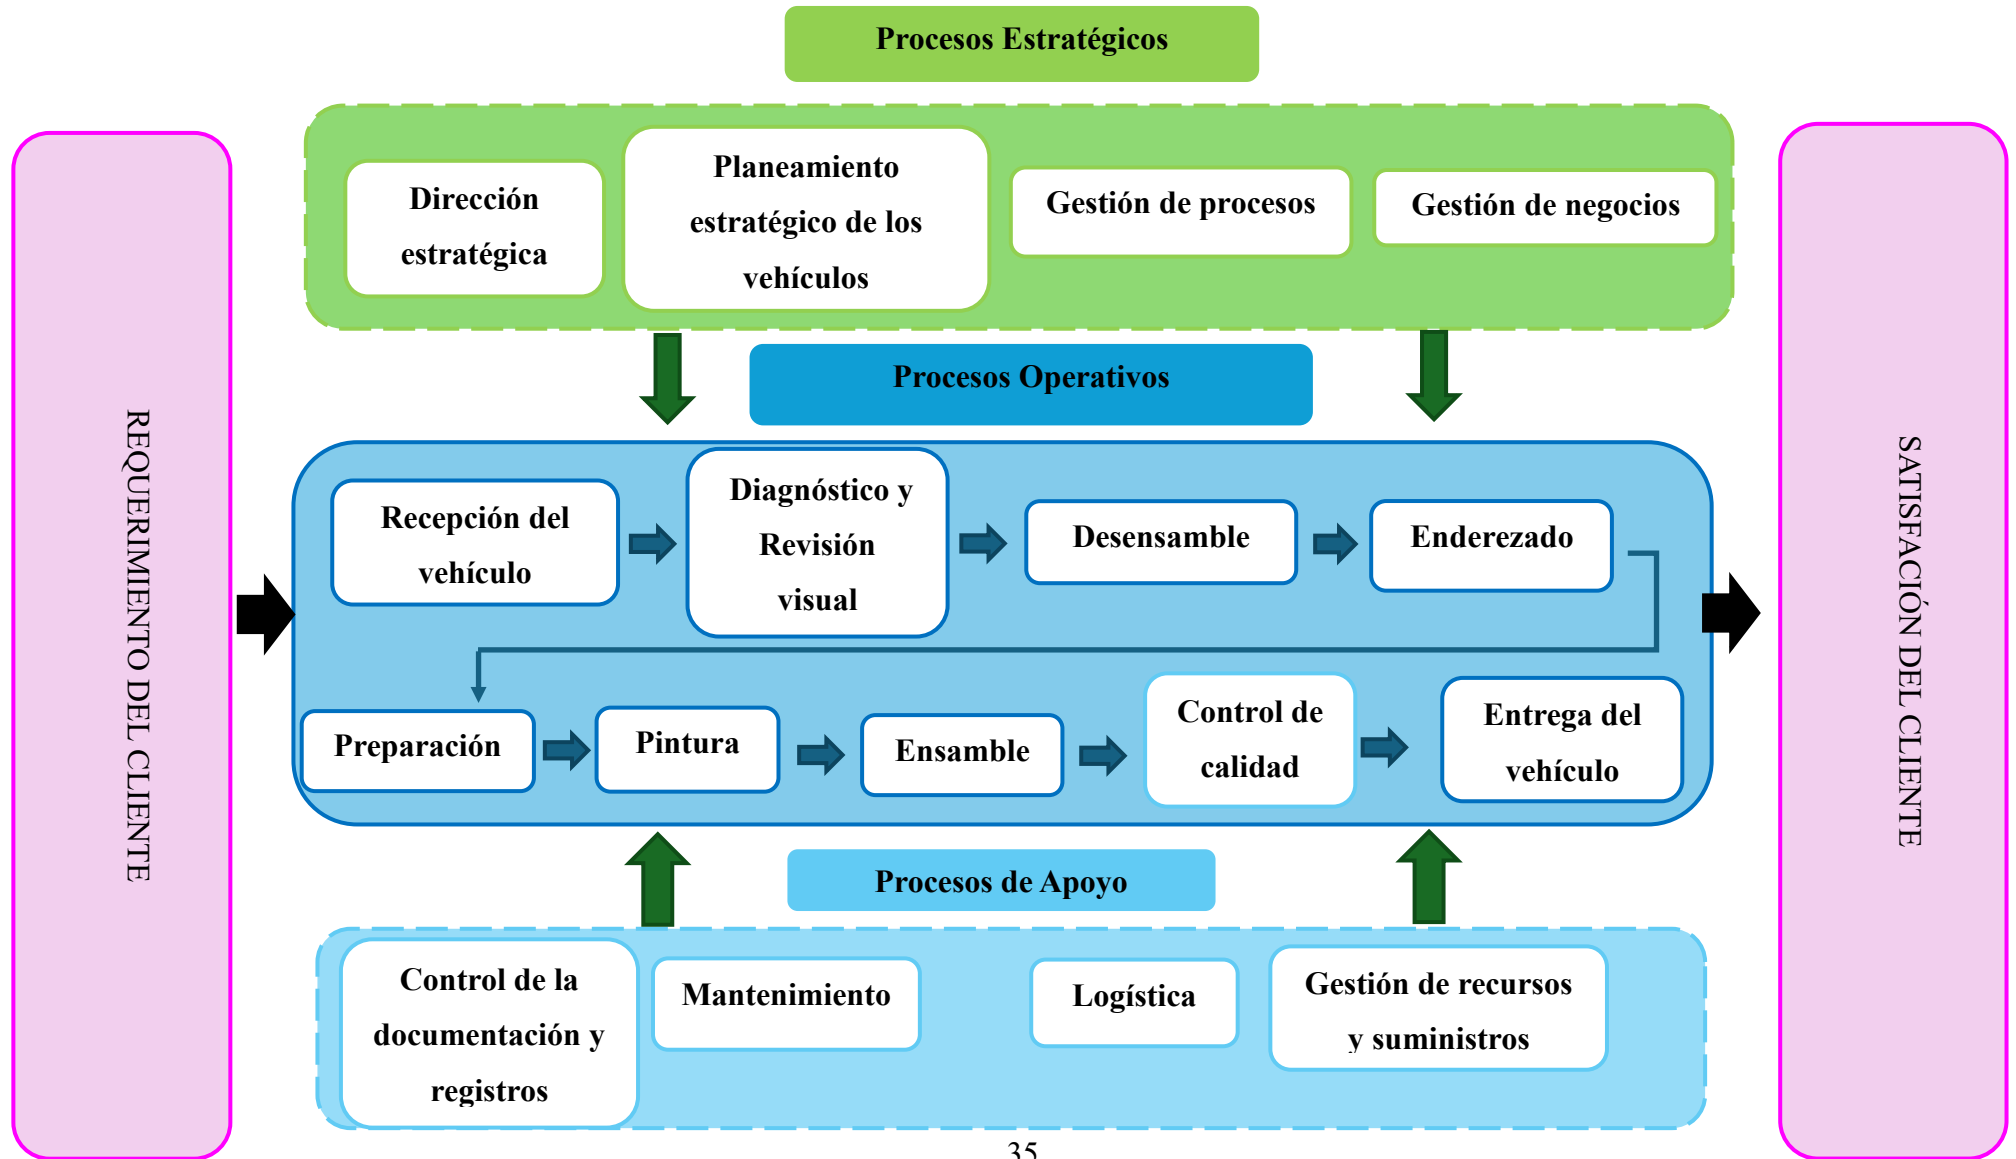 Procesos Estratégicos
Dirección
estratégica
Planeamiento
estratégico de los
vehículos
Gestión de procesos
Gestión de negocios
REQUERIMIENTO DEL CLIENTE
Procesos Operativos
Recepción del
vehículo
Diagnóstico y
Revisión
visual
Desensamble
Enderezado
Preparación
Pintura
Ensamble
Control de
calidad
Entrega del
vehículo
SATISFACIÓN DEL CLIENTE
Procesos de Apoyo
Control de la
documentación y
registros
Mantenimiento
Logística
Gestión de recursos
y suministros
35